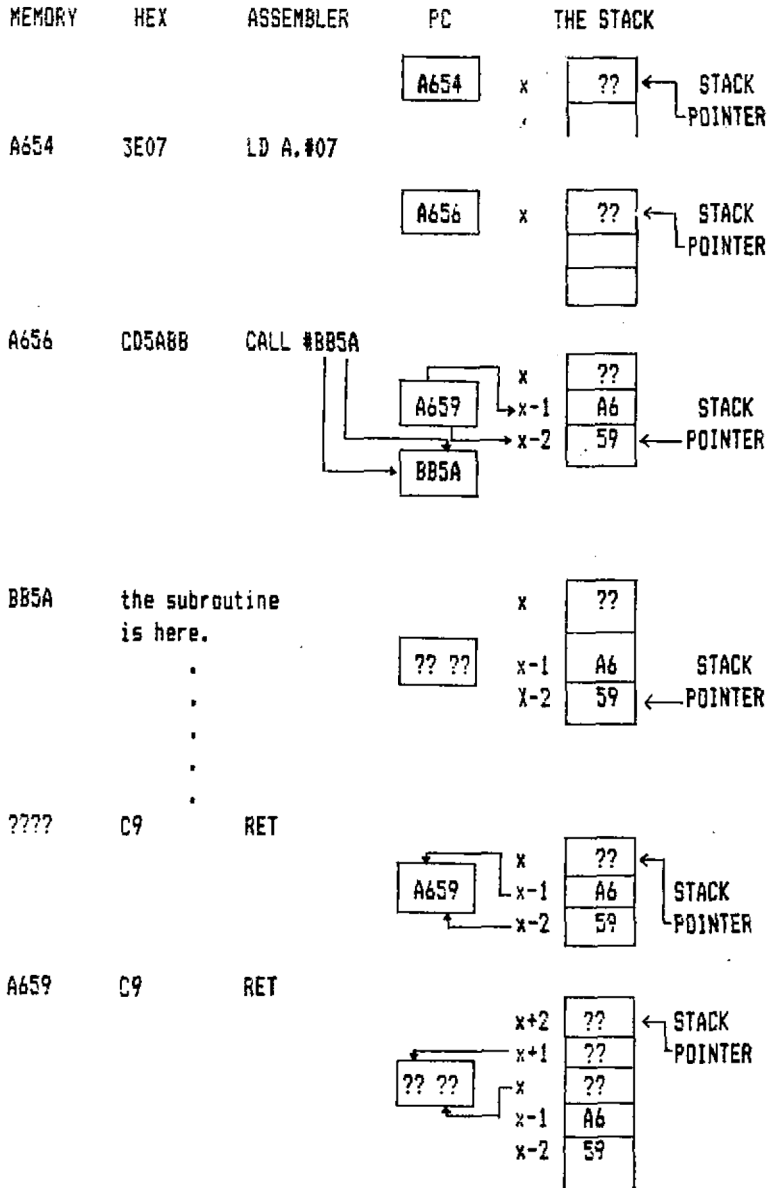 MEMORY HEX ASSEMBLER PC THE STACK
A654 x ?? STACK
POINTER
A654 3E07 LD A,#07
A656 x ?? STACK
POINTER
A656 CD5ABB CALL #BB5A
x ??
A659 x-1 A6 STACK
x-2 59 POINTER
BB5A
BB5A the subroutine x ??
is here.
?? ?? x-1 A6 STACK
X-2 59 POINTER
.
.
.
.
.
???? C9 RET
x ??
A659 x-1 A6 STACK
x-2 59 POINTER
A659 C9 RET
x+2 ?? STACK
x+1 ?? POINTER
?? ?? x ??
x-1 A6
x-2 59